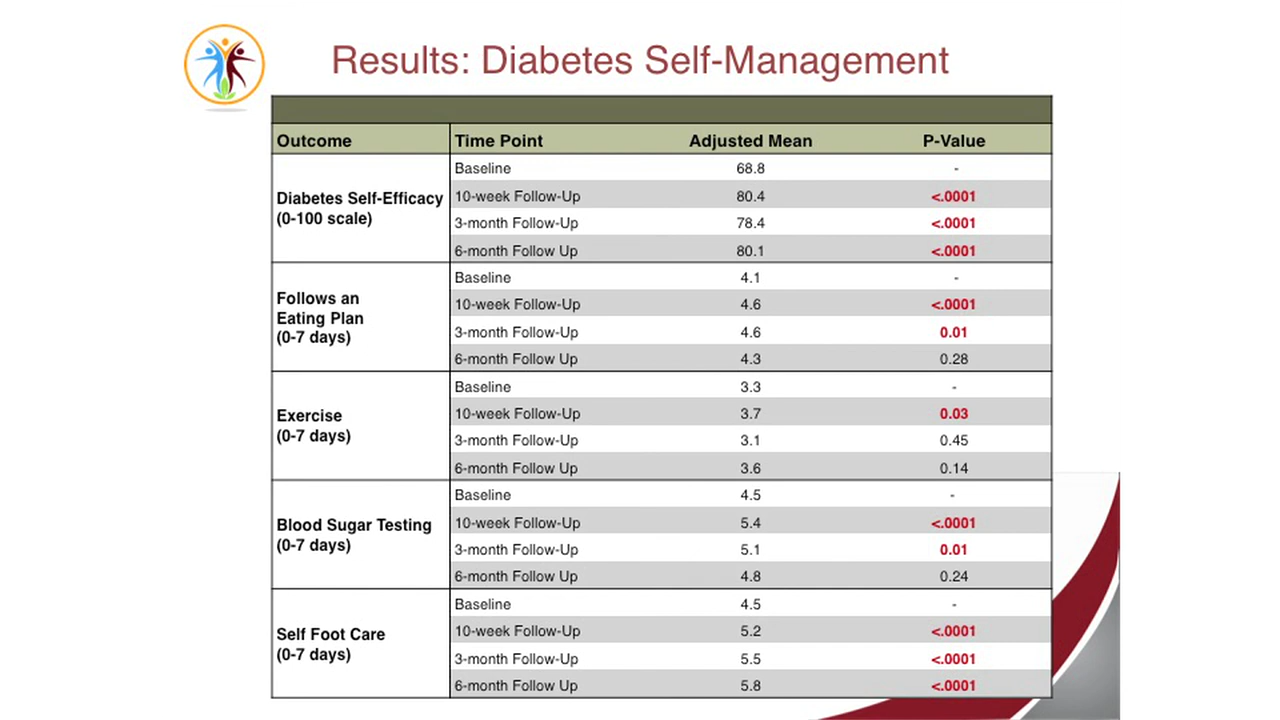 Results: Diabetes Self-Management
Outcome Time Point Adjusted Mean P-Value
Diabetes Self-Efficacy
(0-100 scale)
Baseline 68.8 -
10-week Follow-Up 80.4 <.0001
3-month Follow-Up 78.4 <.0001
6-month Follow Up 80.1 <.0001
Follows an
Eating Plan
(0-7 days)
Baseline 4.1 -
10-week Follow-Up 4.6 <.0001
3-month Follow-Up 4.6 0.01
6-month Follow Up 4.3 0.28
Exercise
(0-7 days)
Baseline 3.3 -
10-week Follow-Up 3.7 0.03
3-month Follow-Up 3.1 0.45
6-month Follow Up 3.6 0.14
Blood Sugar Testing
(0-7 days)
Baseline 4.5 -
10-week Follow-Up 5.4 <.0001
3-month Follow-Up 5.1 0.01
6-month Follow Up 4.8 0.24
Self Foot Care
(0-7 days)
Baseline 4.5 -
10-week Follow-Up 5.2 <.0001
3-month Follow-Up 5.5 <.0001
6-month Follow Up 5.8 <.0001